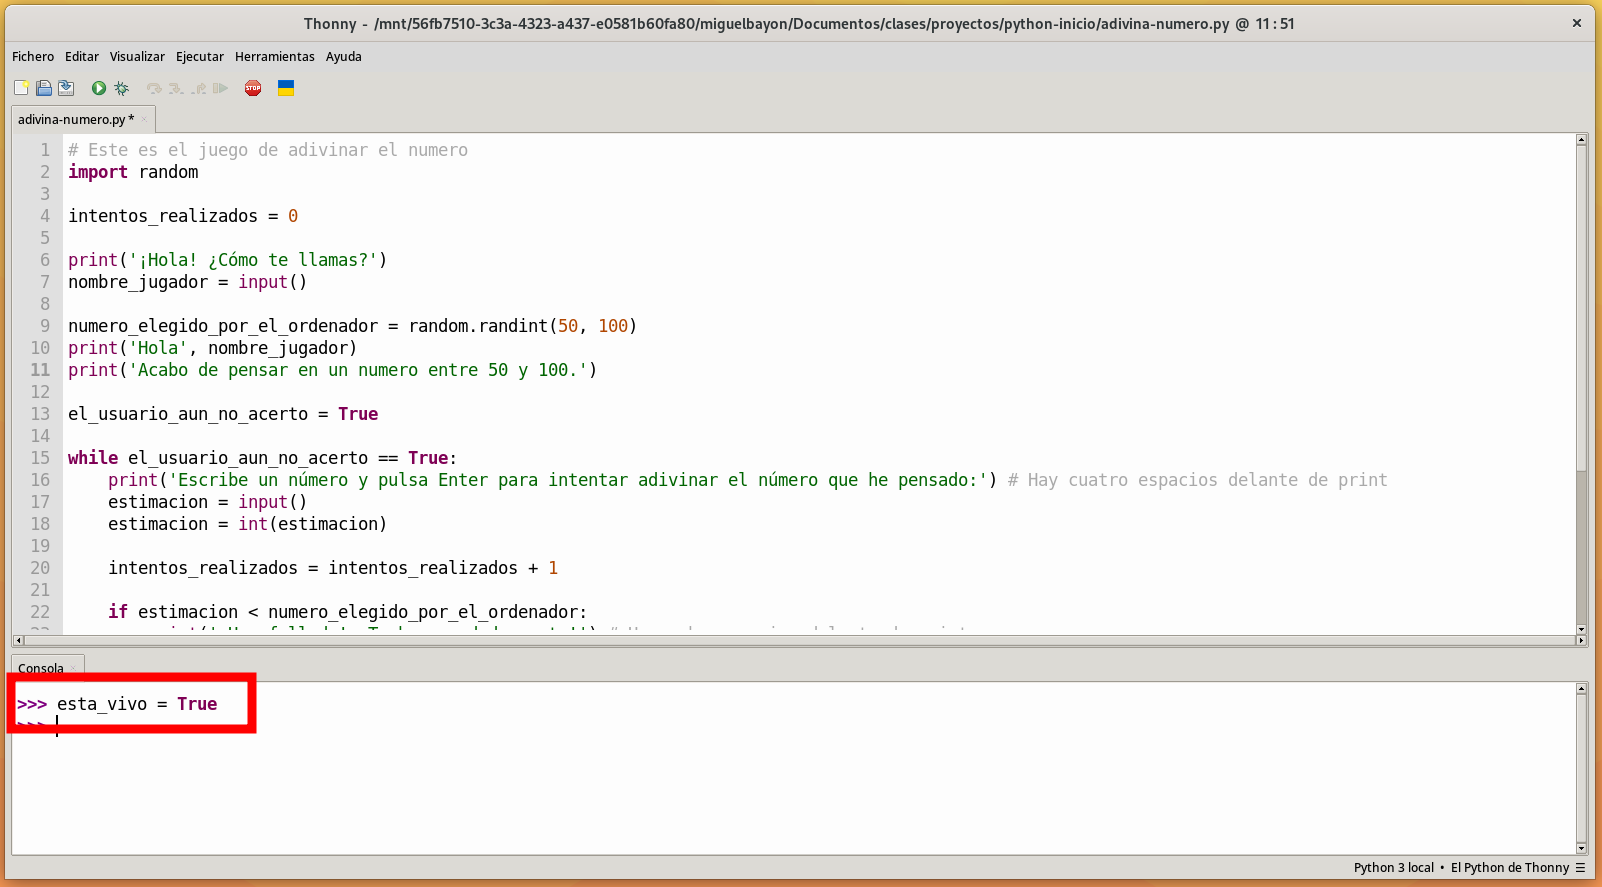 Thonny - /mnt/56fb7510-3c3a-4323-a437-e0581b60fa80/miguelbayon/Documentos/clases/proyectos/python-inicio/adivina-numero.py @ 11:51
Fichero Editar Visualizar Ejecutar Herramientas Ayuda
STOP
adivina-numero.py *
1 # Este es el juego de adivinar el numero
2 import random
3
4 intentos_realizados = 0
5
6 print('¡Hola! ¿Cómo te llamas?')
7 nombre_jugador = input()
8
9 numero_elegido_por_el_ordenador = random.randint(50, 100)
10 print('Hola', nombre_jugador)
11 print('Acabo de pensar en un numero entre 50 y 100.')
12
13 el_usuario_aun_no_acerto = True
14
15 while el_usuario_aun_no_acerto == True:
16     print('Escribe un número y pulsa Enter para intentar adivinar el número que he pensado:') # Hay cuatro espacios delante de print
17     estimacion = input()
18     estimacion = int(estimacion)
19
20     intentos_realizados = intentos_realizados + 1
21
22     if estimacion < numero_elegido_por_el_ordenador:
Consola
>>> esta_vivo = True
>>>
Python 3 local • El Python de Thonny ☰